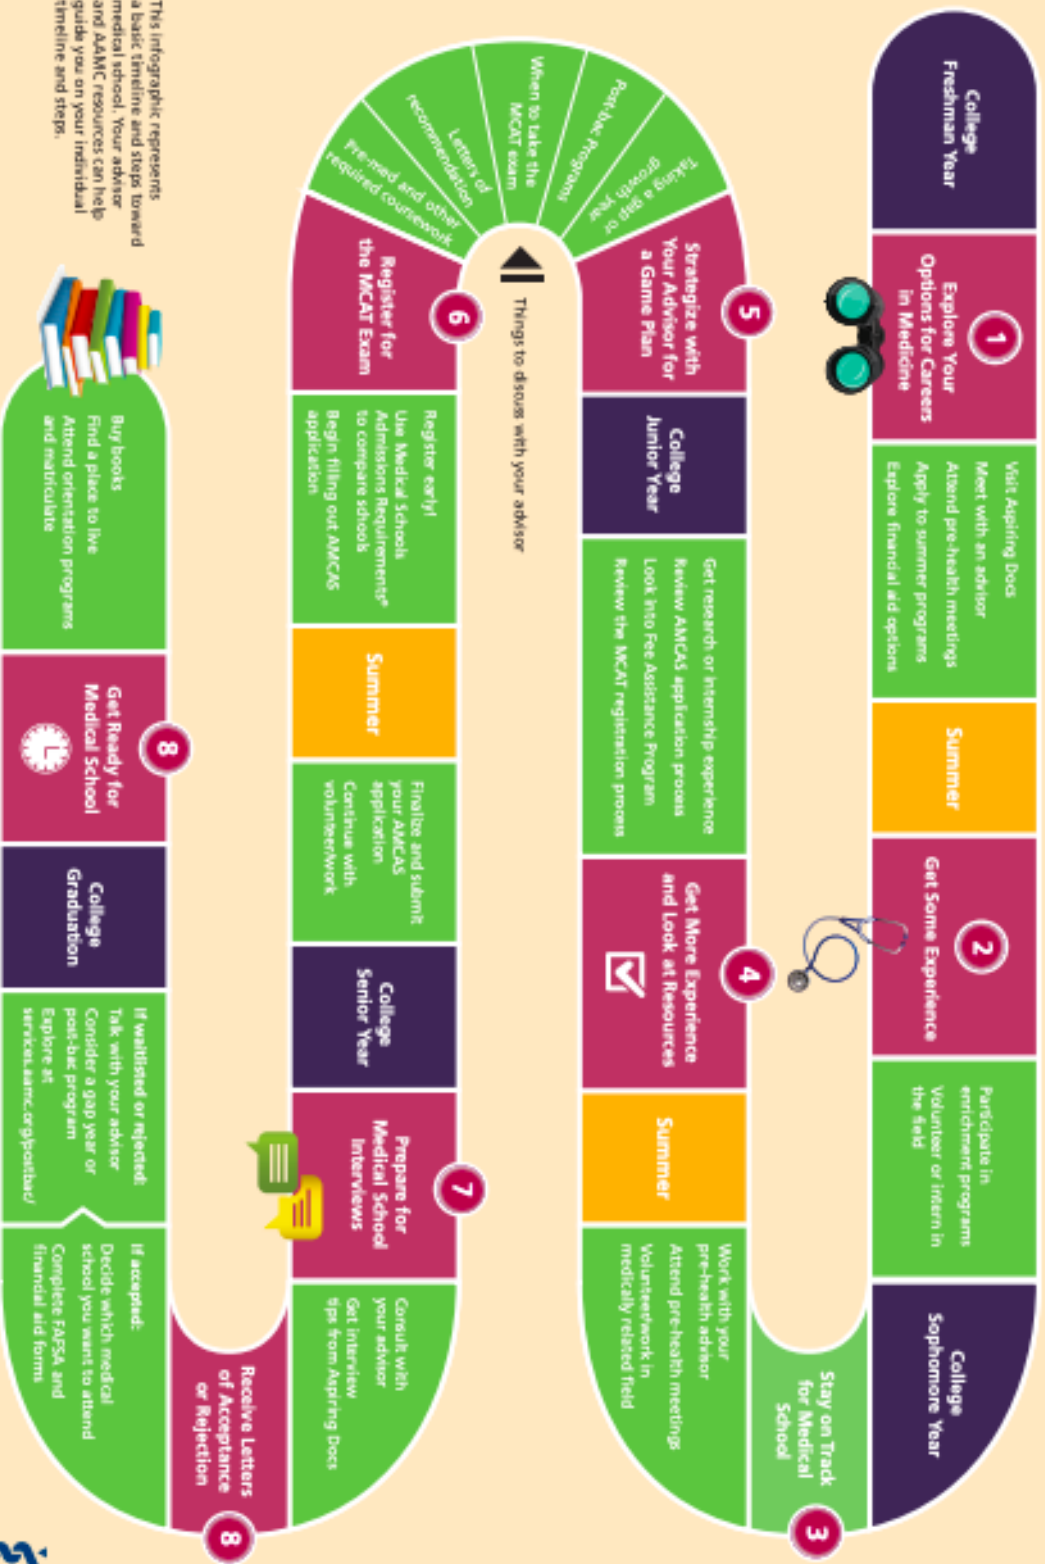 College
Freshman Year
1
Explore Your
Options for Careers
in Medicine
Visit Aspiring Docs
Meet with an advisor
Attend pre-health meetings
Apply to summer programs
Explore financial aid options
Summer
2
Get Some Experience
Participate in
enrichment programs
Volunteer or intern in
the field
College
Sophomore Year
Stay on Track
for Medical
School
3
Work with your
pre-health advisor
Attend pre-health meetings
Volunteer/work in
medically related field
Summer
4
Get More Experience
and Look at Resources
Get research or internship experience
Review AMCAS application process
Look into Fee Assistance Program
Review the MCAT registration process
College
Junior Year
5
Strategize with
Your Advisor for
a Game Plan
Things to discuss with your advisor
Taking a gap or
growth year
Post-bac Programs
When to take the
MCAT exam
Letters of
recommendation
Pre-med and other
required coursework
6
Register for
the MCAT Exam
Register early!
Use Medical Schools
Admissions Requirements®
to compare schools
Begin filling out AMCAS
application
Summer
Finalize and submit
your AMCAS
application
Continue with
volunteer/work
College
Senior Year
7
Prepare for
Medical School
Interviews
Consult with
your advisor
Get interview
tips from Aspiring Docs
Receive Letters
of Acceptance
or Rejection
8
If accepted:
Decide which medical
school you want to attend
Complete FAFSA and
financial aid forms
If waitlisted or rejected:
Talk with your advisor
Consider a gap year or
post-bac program
Explore at
services.aamc.org/postbac/
College
Graduation
8
Get Ready for
Medical School
Buy books
Find a place to live
Attend orientation programs
and matriculate
This infographic represents
a basic timeline and steps toward
medical school. Your advisor
and AAMC resources can help
guide you on your individual
timeline and steps.